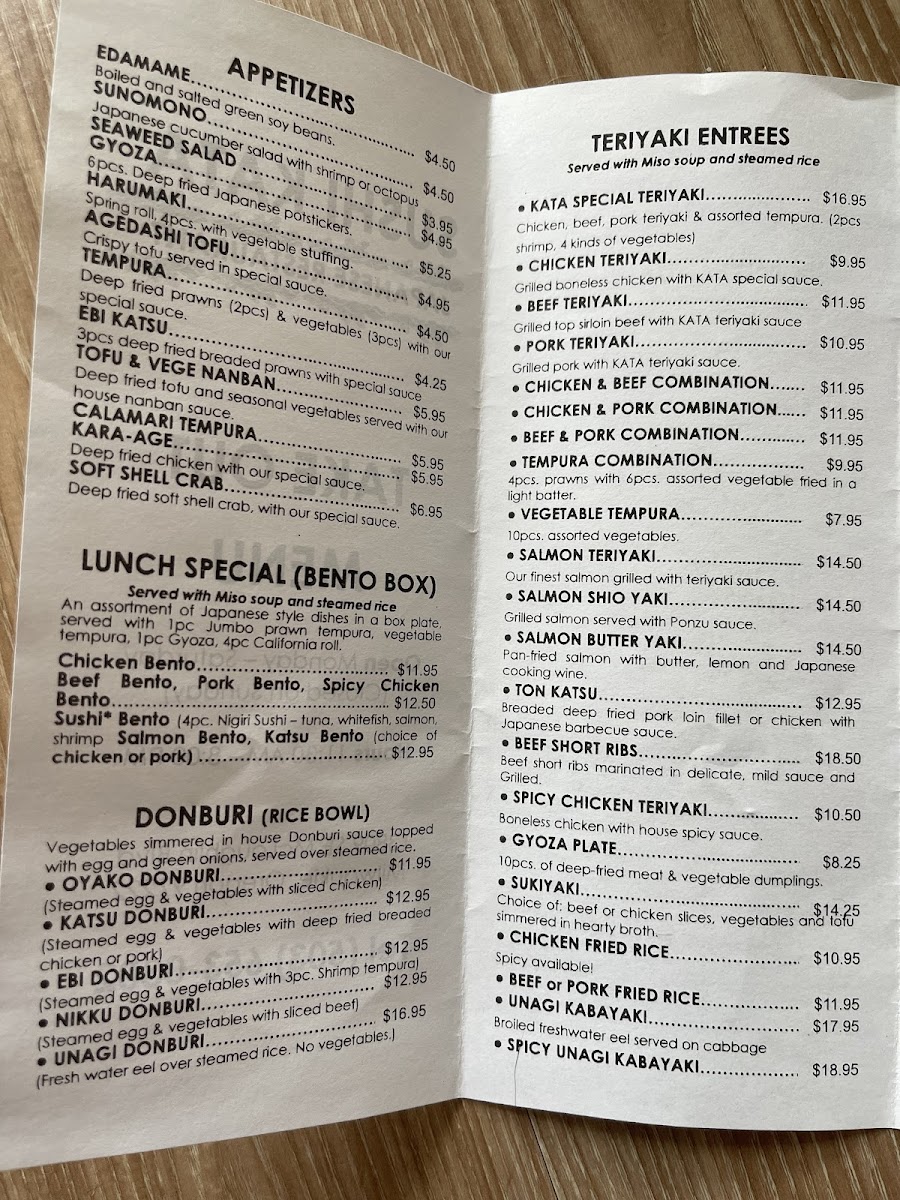 APPETIZERS
EDAMAME........................ $4.50
Boiled and salted green soy beans.
SUNOMONO........................ $4.50
Japanese cucumber salad with shrimp or octopus
SEAWEED SALAD ........................ $3.95
GYOZA........................ $4.95
6pcs. Deep fried Japanese potstickers.
HARUMAKI........................ $5.25
Spring roll, 4pcs. with vegetable stuffing.
AGEDASHI TOFU........................ $4.95
Crispy tofu served in special sauce.
TEMPURA........................ $4.50
Deep fried prawns (2pcs) & vegetables (3pcs) with our
special sauce.
EBI KATSU........................ $4.25
3pcs deep fried breaded prawns with special sauce
TOFU & VEGE NANBAN........................ $5.95
Deep fried tofu and seasonal vegetables served with our
house nanban sauce.
CALAMARI TEMPURA........................ $5.95
KARA-AGE........................ $5.95
Deep fried chicken with our special sauce.
SOFT SHELL CRAB........................ $6.95
Deep fried soft shell crab, with our special sauce.
LUNCH SPECIAL (BENTO BOX)
Served with Miso soup and steamed rice
An assortment of Japanese style dishes in a box plate,
served with 1pc Jumbo prawn tempura, vegetable
tempura, 1pc Gyoza, 4pc California roll.
Chicken Bento........................ $11.95
Beef Bento, Pork Bento, Spicy Chicken
Bento........................ $12.50
Sushi* Bento (4pc. Nigiri Sushi – tuna, whitefish, salmon,
shrimp Salmon Bento, Katsu Bento (choice of
chicken or pork) ........................ $12.95
DONBURI (RICE BOWL)
Vegetables simmered in house Donburi sauce topped
with egg and green onions, served over steamed rice.
• OYAKO DONBURI........................ $11.95
(Steamed egg & vegetables with sliced chicken)
• KATSU DONBURI........................ $12.95
(Steamed egg & vegetables with deep fried breaded
chicken or pork)
• EBI DONBURI........................ $12.95
(Steamed egg & vegetables with 3pc. Shrimp tempura)
• NIKKU DONBURI........................ $12.95
(Steamed egg & vegetables with sliced beef)
• UNAGI DONBURI........................ $16.95
(Fresh water eel over steamed rice. No vegetables.)
TERIYAKI ENTREES
Served with Miso soup and steamed rice
• KATA SPECIAL TERIYAKI........................ $16.95
Chicken, beef, pork teriyaki & assorted tempura. (2pcs
shrimp, 4 kinds of vegetables)
• CHICKEN TERIYAKI........................ $9.95
Grilled boneless chicken with KATA special sauce.
• BEEF TERIYAKI........................ $11.95
Grilled top sirloin beef with KATA teriyaki sauce
• PORK TERIYAKI........................ $10.95
Grilled pork with KATA teriyaki sauce.
• CHICKEN & BEEF COMBINATION....... $11.95
• CHICKEN & PORK COMBINATION...... $11.95
• BEEF & PORK COMBINATION............. $11.95
• TEMPURA COMBINATION.................. $9.95
4pcs. prawns with 6pcs. assorted vegetable fried in a
light batter.
• VEGETABLE TEMPURA........................ $7.95
10pcs. assorted vegetables.
• SALMON TERIYAKI........................ $14.50
Our finest salmon grilled with teriyaki sauce.
• SALMON SHIO YAKI........................ $14.50
Grilled salmon served with Ponzu sauce.
• SALMON BUTTER YAKI........................ $14.50
Pan-fried salmon with butter, lemon and Japanese
cooking wine.
• TON KATSU........................ $12.95
Breaded deep fried pork loin fillet or chicken with
Japanese barbecue sauce.
• BEEF SHORT RIBS........................ $18.50
Beef short ribs marinated in delicate, mild sauce and
Grilled.
• SPICY CHICKEN TERIYAKI.................. $10.50
Boneless chicken with house spicy sauce.
• GYOZA PLATE........................ $8.25
10pcs. of deep-fried meat & vegetable dumplings.
• SUKIYAKI........................ $14.25
Choice of; beef or chicken slices, vegetables and tofu
simmered in hearty broth.
• CHICKEN FRIED RICE........................ $10.95
Spicy available!
• BEEF or PORK FRIED RICE.................. $11.95
• UNAGI KABAYAKI........................ $17.95
Broiled freshwater eel served on cabbage
• SPICY UNAGI KABAYAKI.................. $18.95